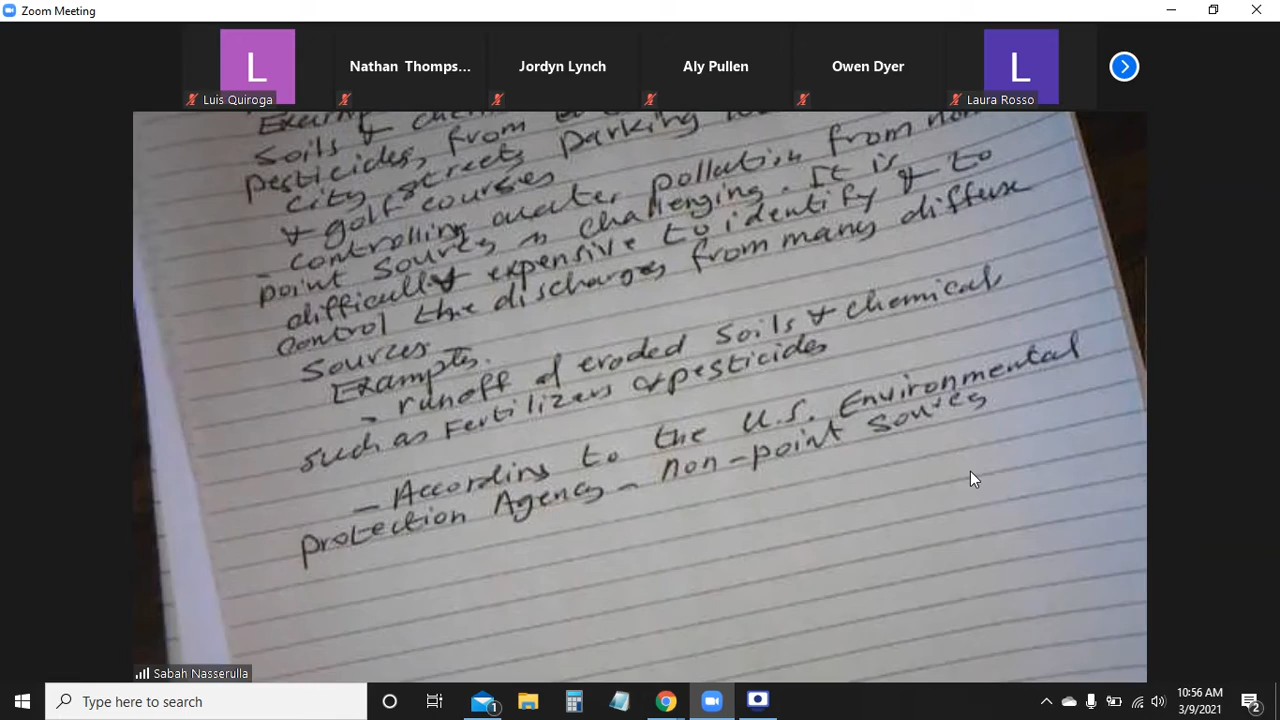 Zoom Meeting
L
Luis Quiroga
Nathan Thomps...
Jordyn Lynch
Aly Pullen
Owen Dyer
L
Laura Rosso
soils &
pesticides, from
city streets parking
& golf courses
- controlling water pollution from non
point sources is challenging. It is
difficult & expensive to identify & to
control the discharges from many diffuse
sources.
Examples.
- runoff of eroded soils & chemical
such as Fertilizers & pesticides
- According to the U.S. Environmental
protection Agency - non-point sources
Sabah Nasserulla
Type here to search
1
10:56 AM
3/9/2021
2